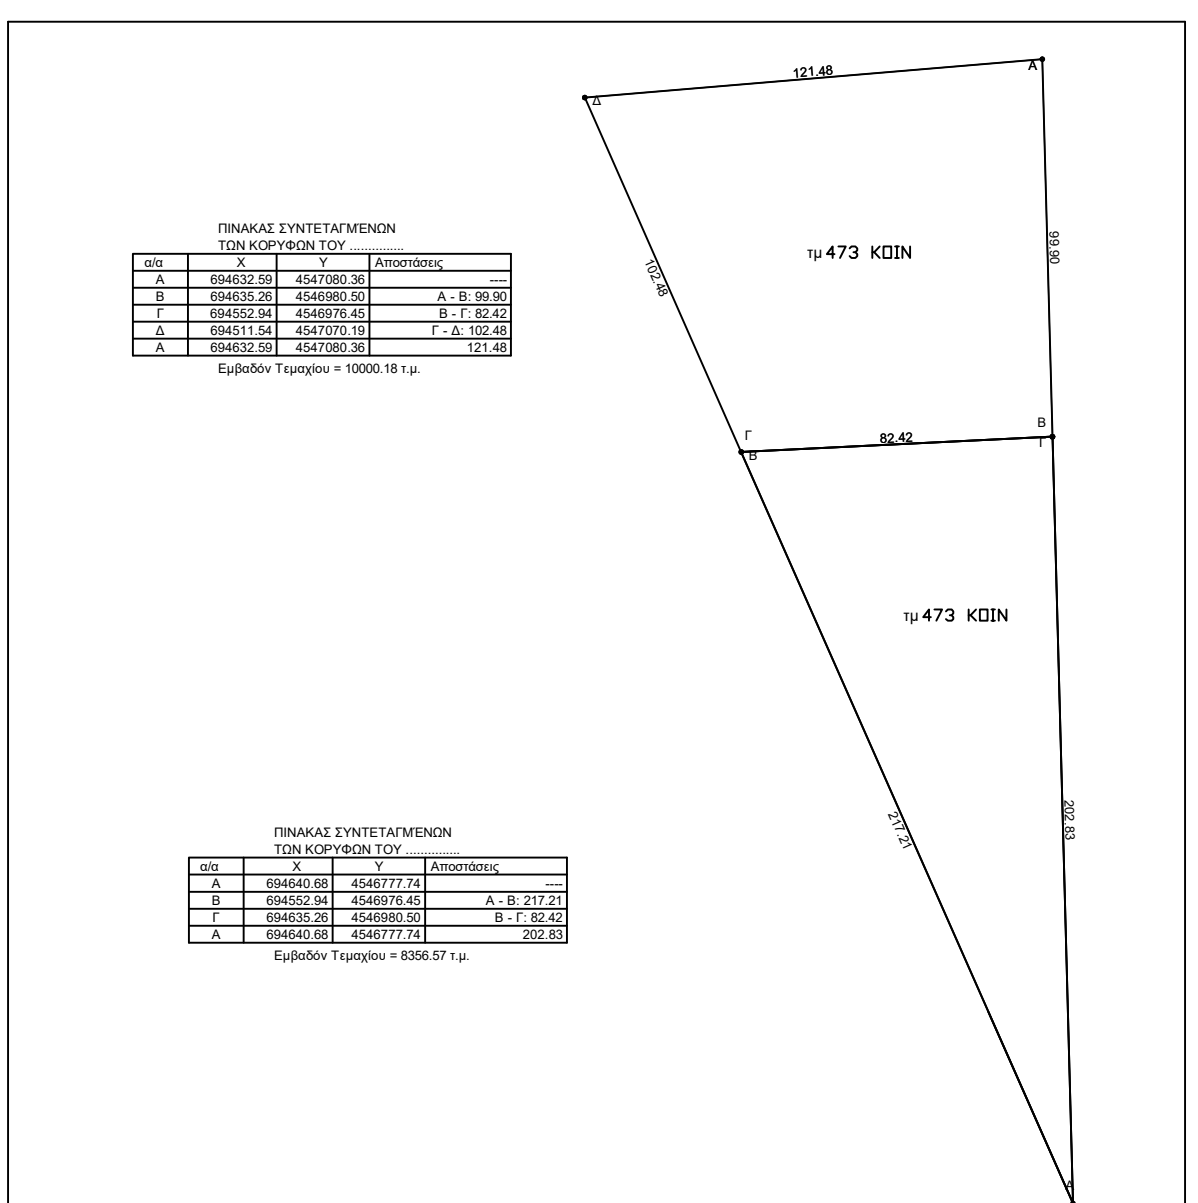 121.48
Α
Δ
99.90
102.48
τμ 473 ΚΟΙΝ
ΠΙΝΑΚΑΣ ΣΥΝΤΕΤΑΓΜΈΝΩΝ
ΤΩΝ ΚΟΡΥΦΩΝ ΤΟΥ ...............
α/α X Y Αποστάσεις
Α 694632.59 4547080.36 ----
Β 694635.26 4546980.50 Α - Β: 99.90
Γ 694552.94 4546976.45 Β - Γ: 82.42
Δ 694511.54 4547070.19 Γ - Δ: 102.48
Α 694632.59 4547080.36 121.48
Εμβαδόν Τεμαχίου = 10000.18 τ.μ.
Β
Γ
82.42
Γ
Β
τμ 473 ΚΟΙΝ
217.21
202.83
ΠΙΝΑΚΑΣ ΣΥΝΤΕΤΑΓΜΈΝΩΝ
ΤΩΝ ΚΟΡΥΦΩΝ ΤΟΥ ...............
α/α X Y Αποστάσεις
Α 694640.68 4546777.74 ----
Β 694552.94 4546976.45 Α - Β: 217.21
Γ 694635.26 4546980.50 Β - Γ: 82.42
Α 694640.68 4546777.74 202.83
Εμβαδόν Τεμαχίου = 8356.57 τ.μ.
Α